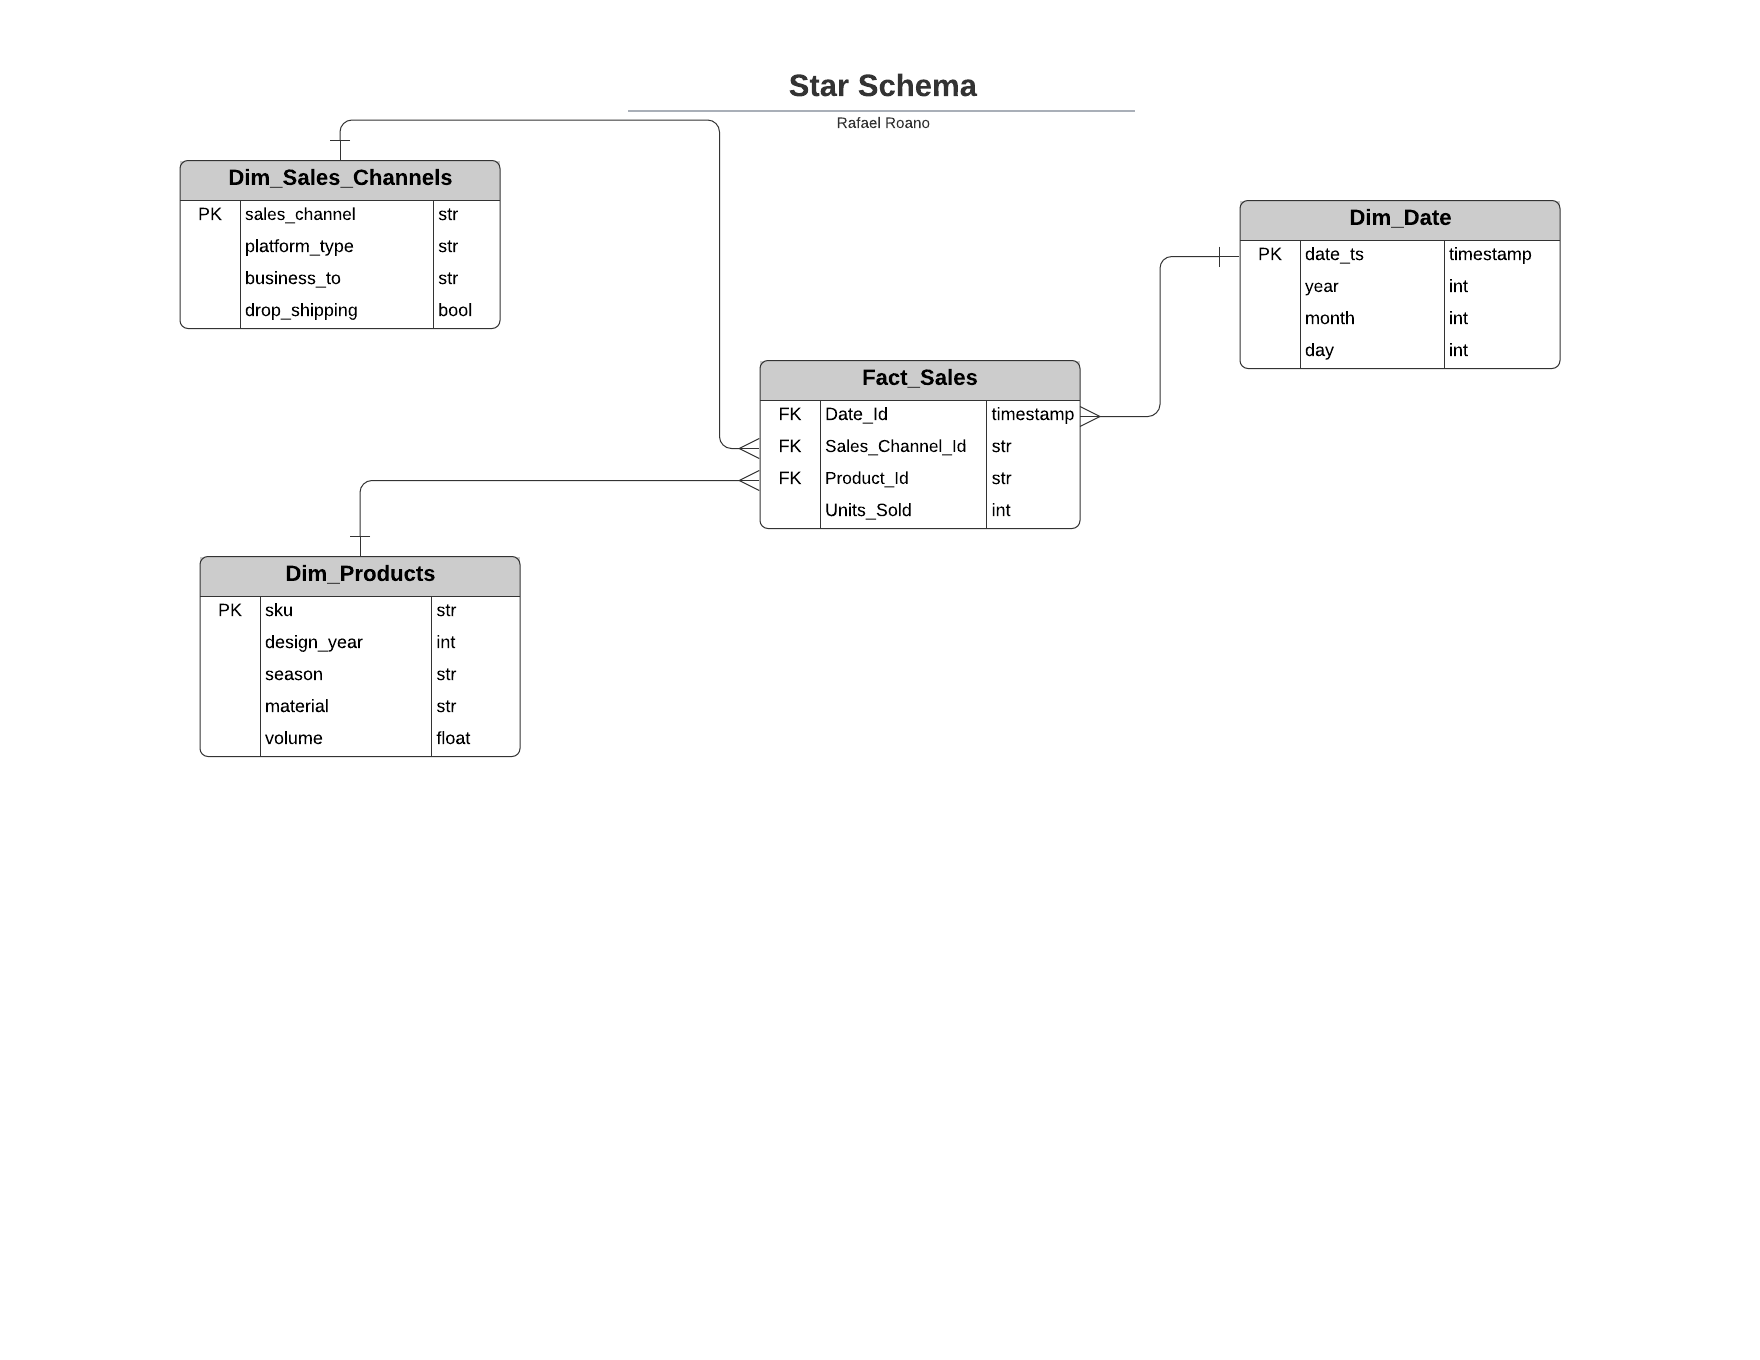 Star Schema
Rafael Roano
Dim_Sales_Channels
PK sales_channel str
platform_type str
business_to str
drop_shipping bool
Dim_Date
PK date_ts timestamp
year int
month int
day int
Fact_Sales
FK Date_Id timestamp
FK Sales_Channel_Id str
FK Product_Id str
Units_Sold int
Dim_Products
PK sku str
design_year int
season str
material str
volume float